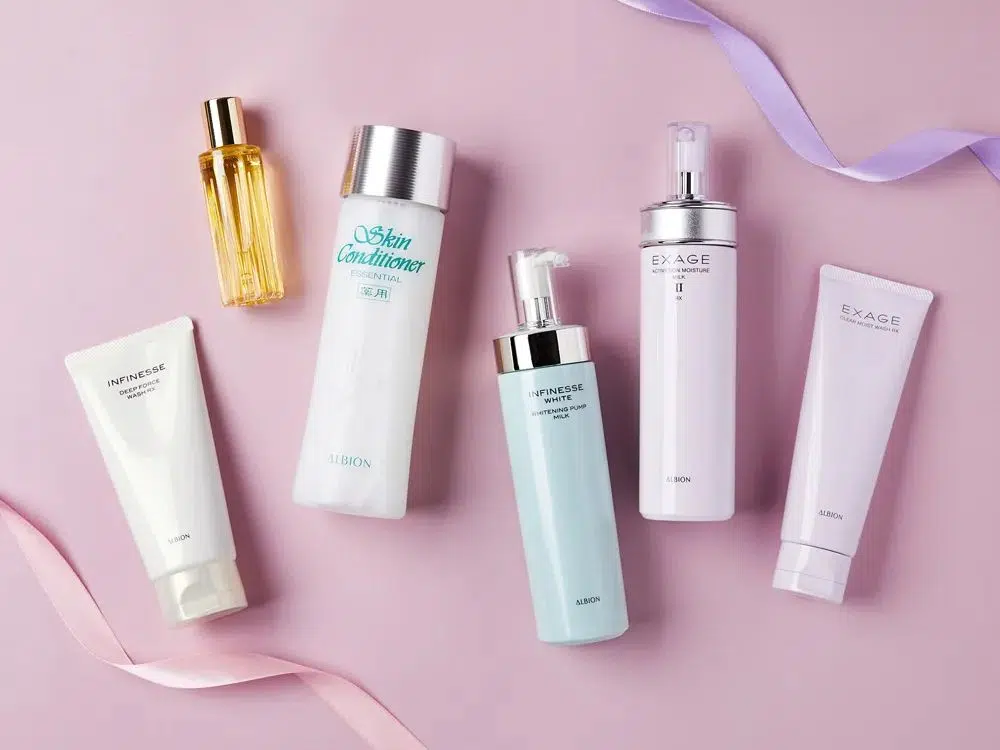 INFINESSE
DEEP FORCE
WASH RX
ALBION
Skin
Conditioner
ESSENTIAL
薬用
ALBION
INFINESSE
WHITE
WHITENING PUMP
MILK
ALBION
EXAGE
ACTIVATION MOISTURE
MILK
II
RX
ALBION
EXAGE
CLEAR MOIST WASH RX
ALBION